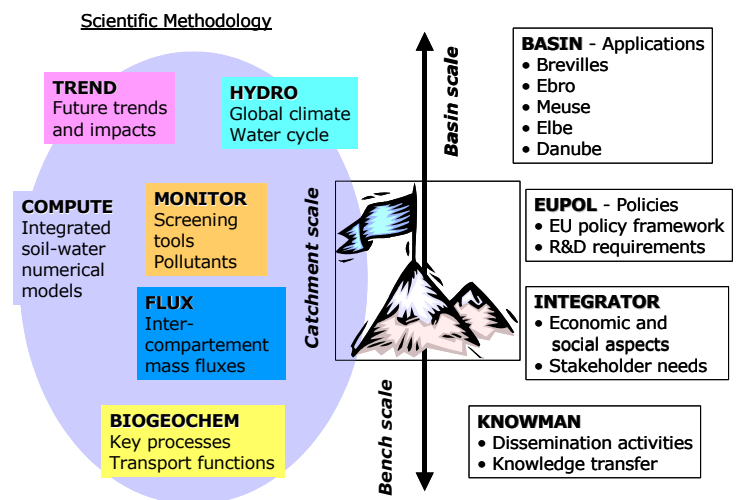 Scientific Methodology
TREND
Future trends
and impacts
HYDRO
Global climate
Water cycle
COMPUTE
Integrated
soil-water
numerical
models
MONITOR
Screening
tools
Pollutants
FLUX
Inter-
compartement
mass fluxes
BIOGEOCHEM
Key processes
Transport functions
Basin scale
Catchment scale
Bench scale
BASIN - Applications
• Brevilles
• Ebro
• Meuse
• Elbe
• Danube
EUPOL - Policies
• EU policy framework
• R&D requirements
INTEGRATOR
• Economic and
social aspects
• Stakeholder needs
KNOWMAN
• Dissemination activities
• Knowledge transfer